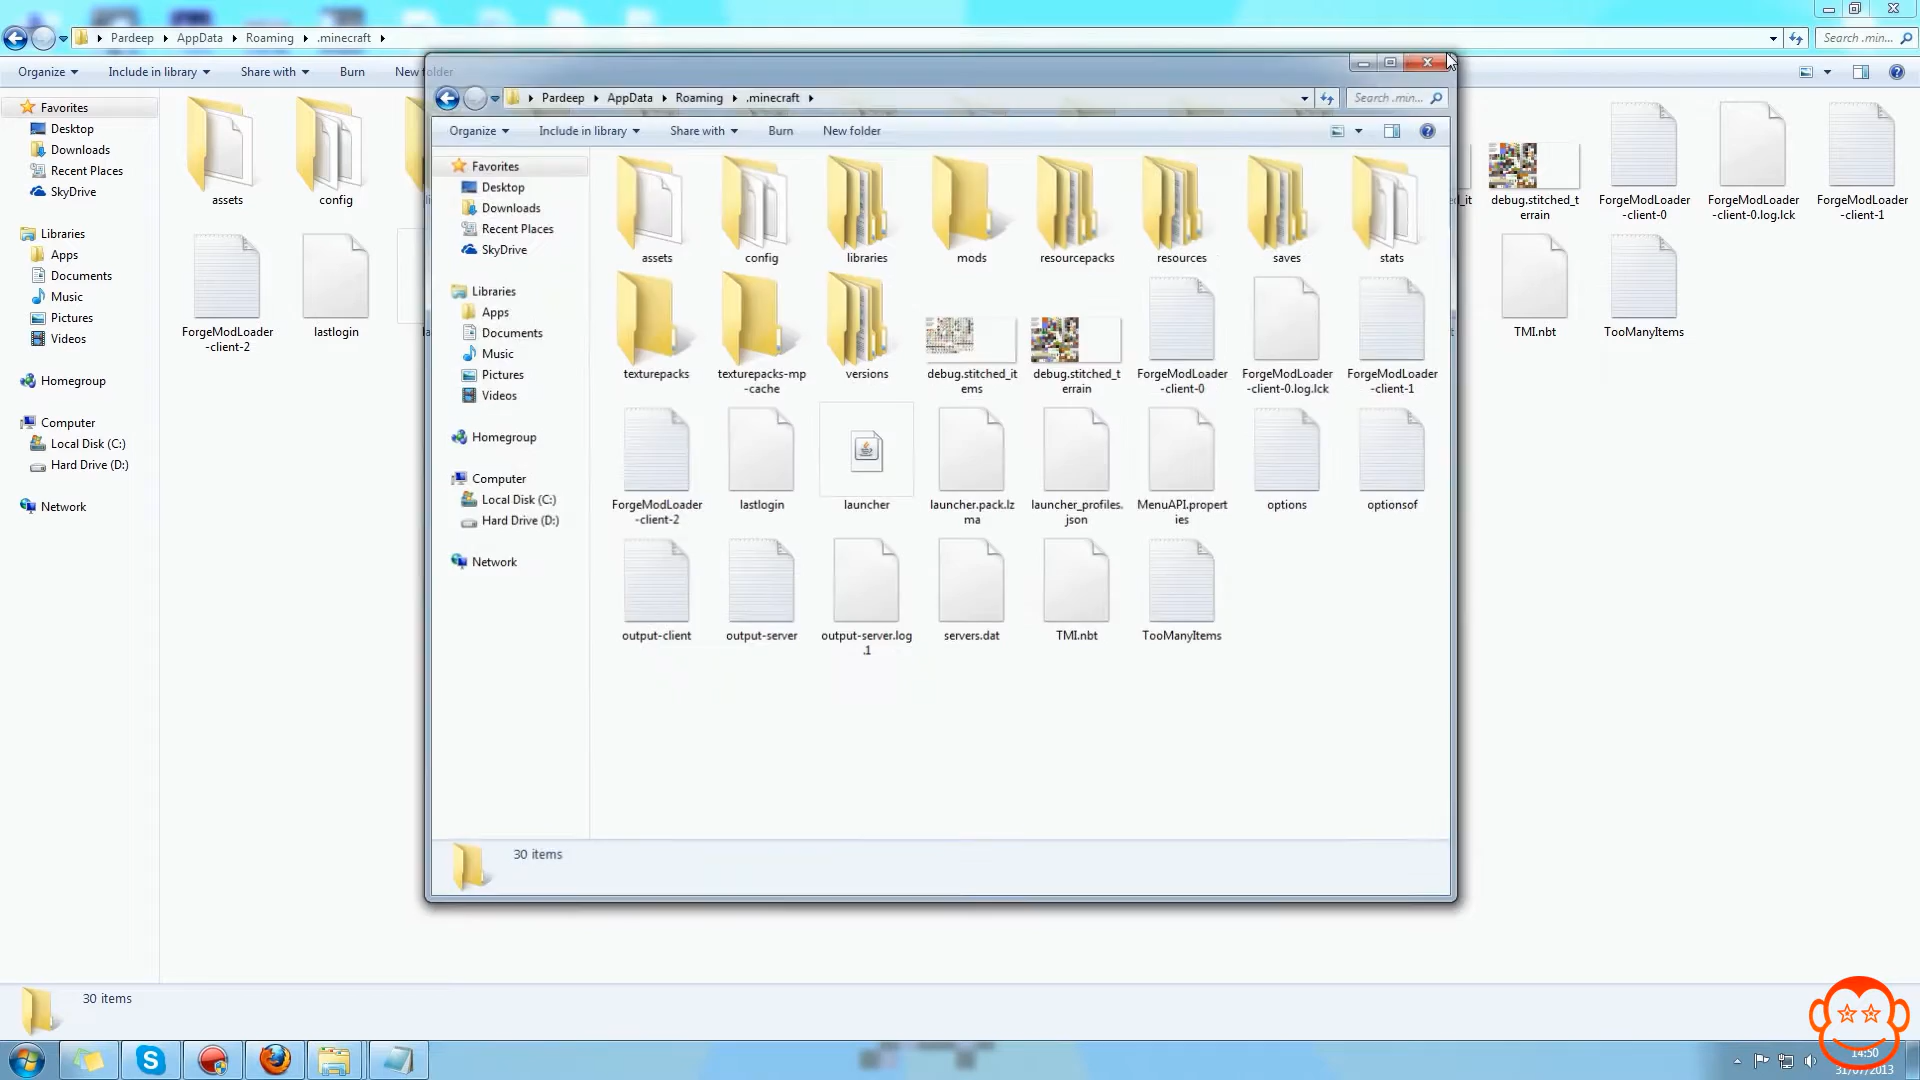 Pardeep AppData Roaming .minecraft
Search .min...
Organize Include in library Share with Burn New folder
Favorites
Desktop
Downloads
Recent Places
SkyDrive
Libraries
Apps
Documents
Music
Pictures
Videos
Homegroup
Computer
Local Disk (C:)
Hard Drive (D:)
Network
assets config
ForgeModLoader
-client-2
lastlogin
Pardeep AppData Roaming .minecraft
Search .min...
Organize Include in library Share with Burn New folder
Favorites
Desktop
Downloads
Recent Places
SkyDrive
Libraries
Apps
Documents
Music
Pictures
Videos
Homegroup
Computer
Local Disk (C:)
Hard Drive (D:)
Network
assets config libraries mods resourcepacks resources saves stats
texturepacks
texturepacks-mp
-cache
versions
debug.stitched_it
ems
debug.stitched_t
errain
ForgeModLoader
-client-0
ForgeModLoader
-client-0.log.lck
ForgeModLoader
-client-1
ForgeModLoader
-client-2
lastlogin
launcher
launcher.pack.lz
ma
launcher_profiles.
json
MenuAPI.propert
ies
options
optionsof
output-client
output-server
output-server.log
.1
servers.dat
TMI.nbt
TooManyItems
30 items
debug.stitched_t
errain
ForgeModLoader
-client-0
ForgeModLoader
-client-0.log.lck
ForgeModLoader
-client-1
TMI.nbt
TooManyItems
30 items
14:50
31/07/2013